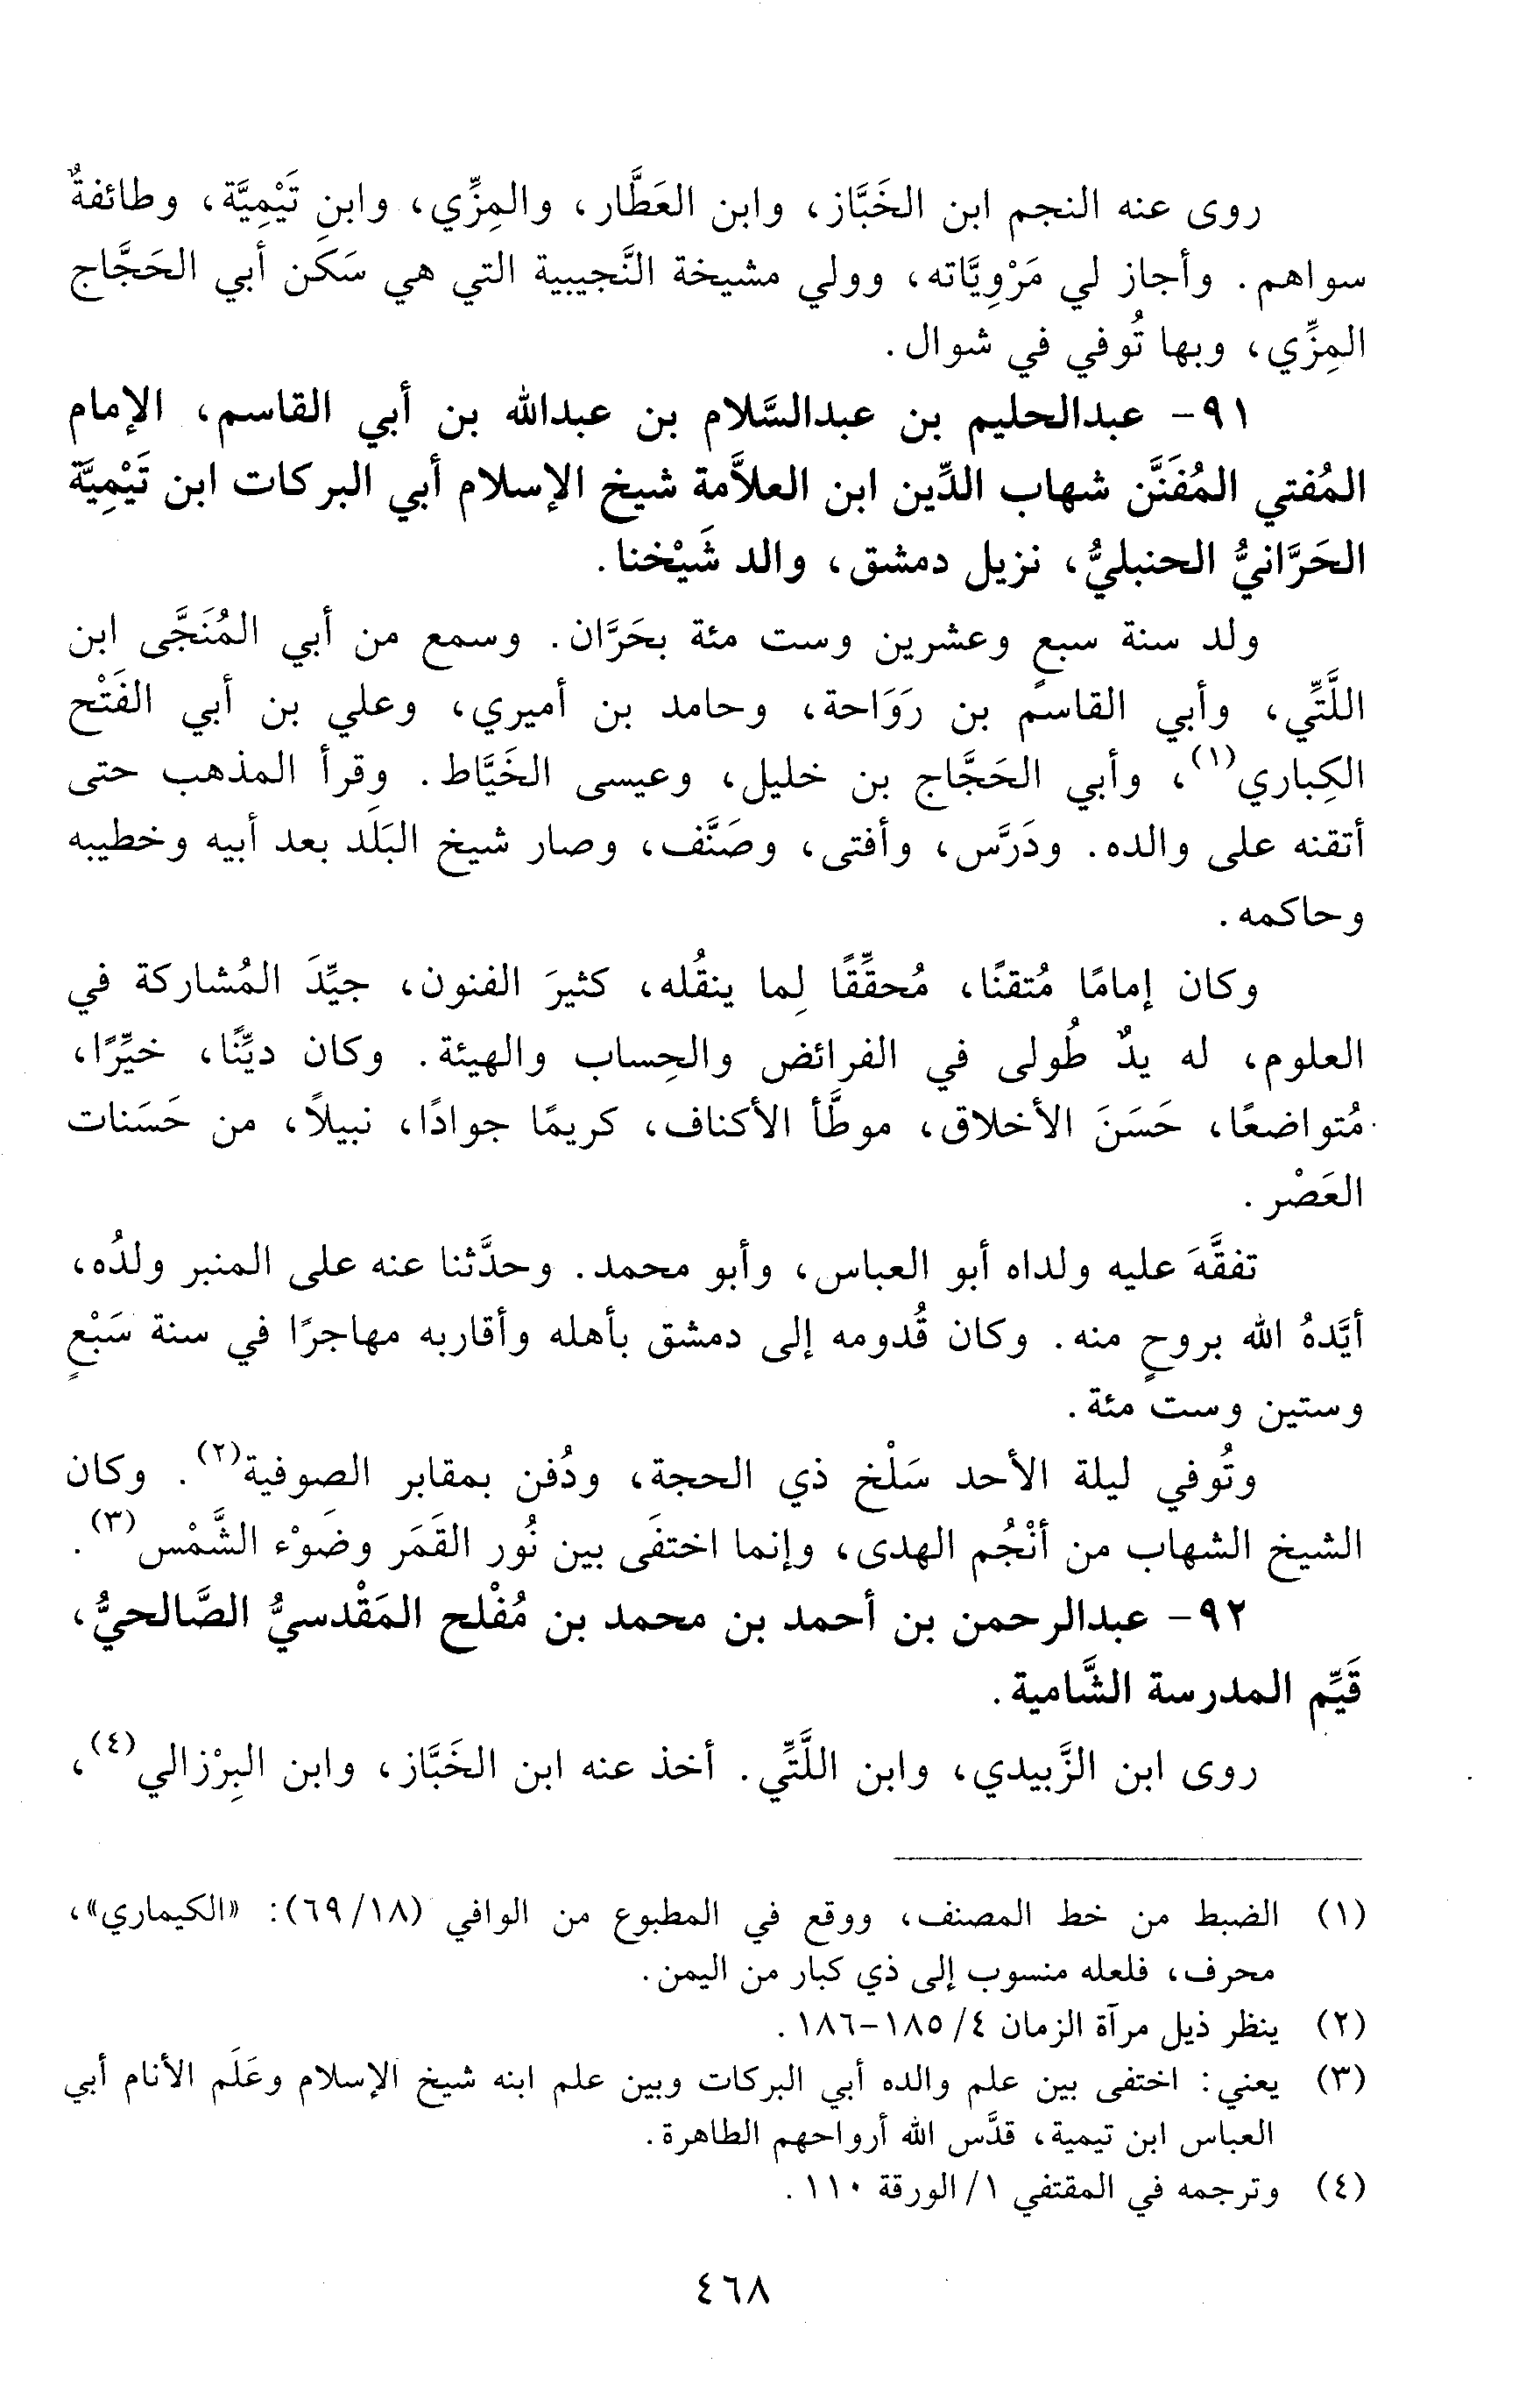 روى عنه النجم ابن الخَبَّاز، وابن العَطَّار، والمِزِّي، وابنِ تَيْمِيَّة، وطائفةٌ
سواهم. وأجاز لي مَرْوِيَّاته، وولي مشيخة النَّجيبية التي هي سَكَن أبي الحَجَّاج
المِزِّي، وبها تُوفي في شوال.
٩١- عبدالحليم بن عبدالسَّلام بن عبدالله بن أبي القاسم، الإمام
المُفتي المُفَنَّن شهاب الدِّين ابن العلاَّمة شيخ الإسلام أبي البركات ابن تَيْمِيَّة
الحَرَّانيُّ الحنبليُّ، نزيل دمشق، والد شَيْخنا.
ولد سنة سبعٍ وعشرين وست مئة بحَرَّان. وسمع من أبي المُنَجَّى ابن
اللَّتِّي، وأبي القاسم بن رَوَاحة، وحامد بن أميري، وعلي بن أبي الفَتْح
الكِباري(١)، وأبي الحَجَّاج بن خليل، وعيسى الخَيَّاط. وقرأ المذهب حتى
أتقنه على والده. ودَرَّس، وأفتى، وصَنَّف، وصار شيخ البَلَد بعد أبيه وخطيبه
وحاكمه.
وكان إمامًا مُتقنًا، مُحقِّقًا لِما ينقُله، كثيرَ الفنون، جيِّدَ المُشاركة في
العلوم، له يدٌ طُولى في الفرائض والحِساب والهيئة. وكان ديِّنًا، خيِّرًا،
مُتواضعًا، حَسَنَ الأخلاق، موطَّأ الأكناف، كريمًا جوادًا، نبيلاً، من حَسَنات
العَصْر.
تفقَّهَ عليه ولداه أبو العباس، وأبو محمد. وحدَّثنا عنه على المنبر ولدُه،
أيَّدهُ الله بروحٍ منه. وكان قُدومه إلى دمشق بأهله وأقاربه مهاجرًا في سنة سَبْعٍ
وستين وست مئة.
وتُوفي ليلة الأحد سَلْخ ذي الحجة، ودُفن بمقابر الصوفية(٢). وكان
الشيخ الشهاب من أنْجُم الهدى، وإنما اختفَى بين نُور القَمَر وضَوْء الشَّمْس(٣).
٩٢- عبدالرحمن بن أحمد بن محمد بن مُفْلح المَقْدسيُّ الصَّالحيُّ،
قَيِّم المدرسة الشَّامية.
روى ابن الزَّبيدي، وابن اللَّتِّي. أخذ عنه ابن الخَبَّاز، وابن البِرْزالي(٤)،
(١) الضبط من خط المصنف، ووقع في المطبوع من الوافي (١٨/ ٦٩): «الكيماري»،
محرف، فلعله منسوب إلى ذي كبار من اليمن.
(٢) ينظر ذيل مرآة الزمان ٤/ ١٨٥-١٨٦.
(٣) يعني: اختفى بين علم والده أبي البركات وبين علم ابنه شيخ الإسلام وعَلَم الأنام أبي
العباس ابن تيمية، قدَّس الله أرواحهم الطاهرة.
(٤) وترجمه في المقتفي ١/ الورقة ١١٠.
٤٦٨